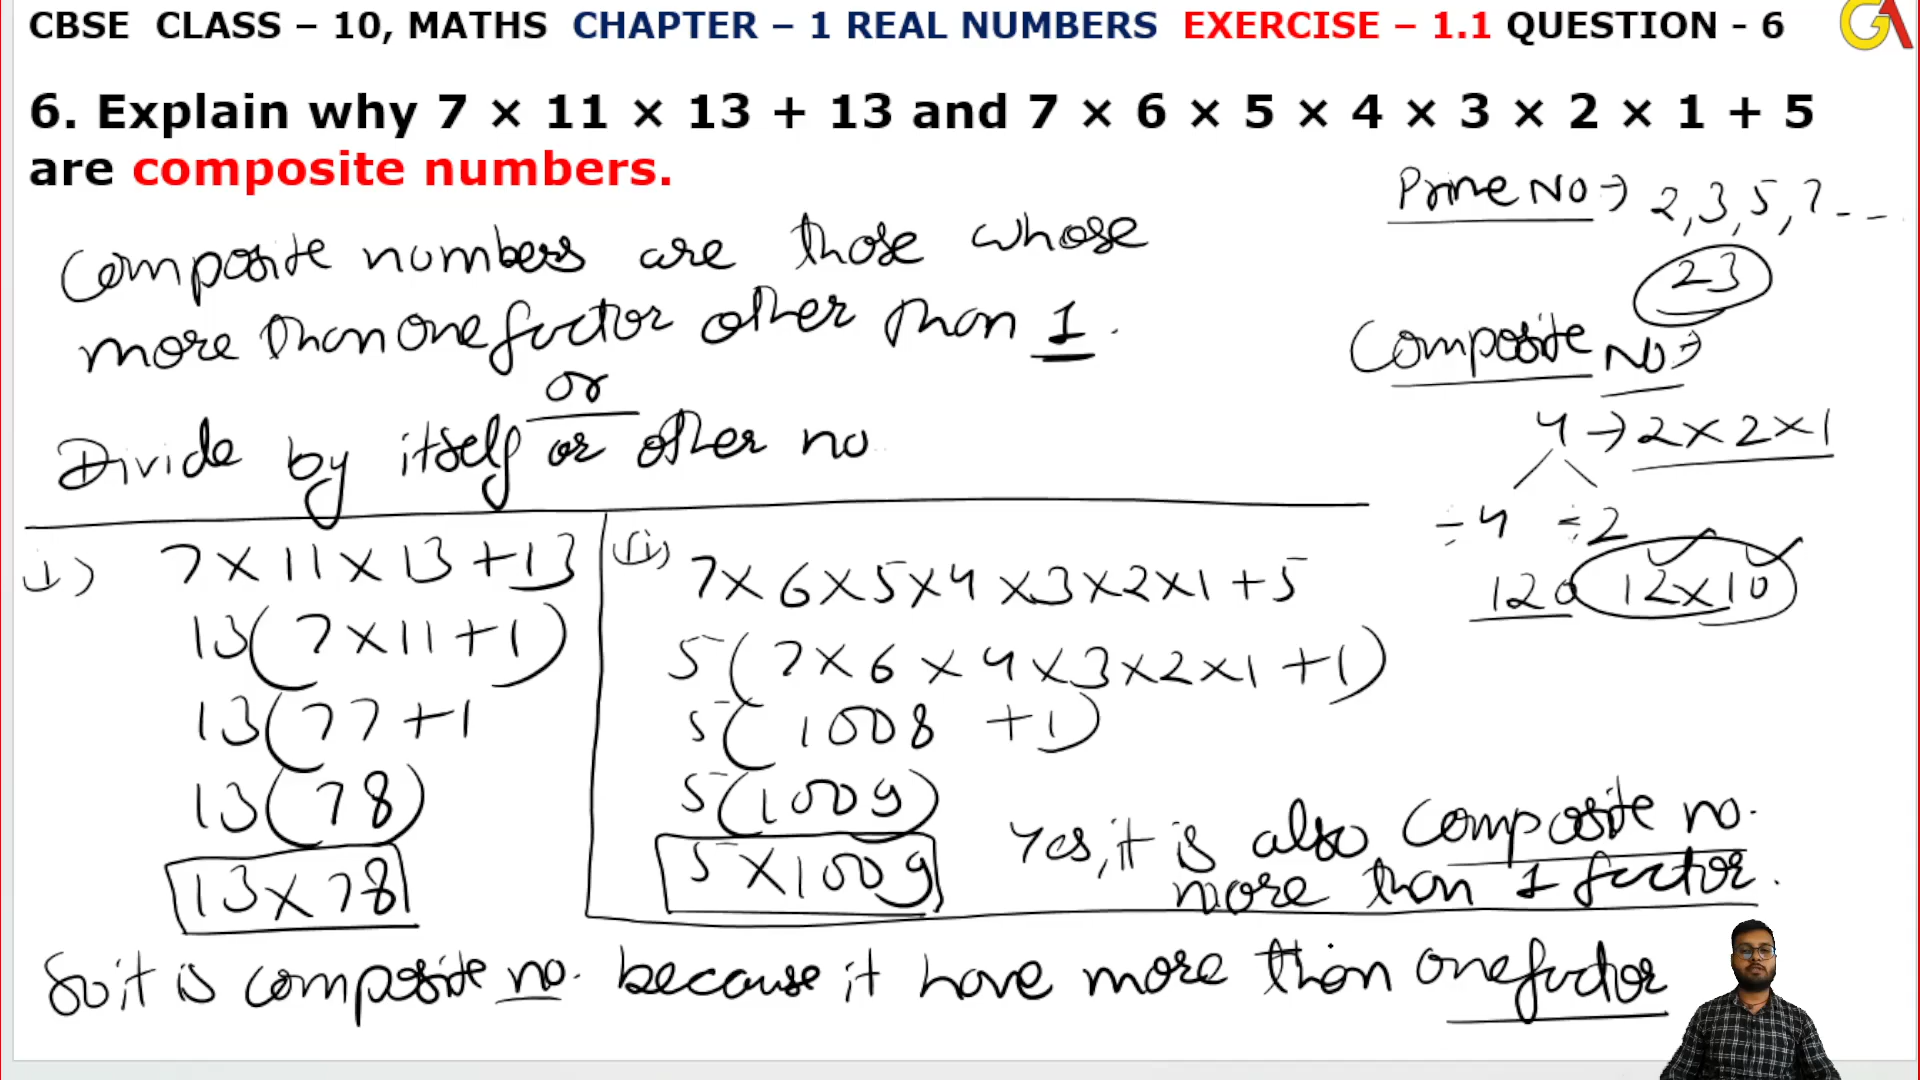 CBSE CLASS – 10, MATHS CHAPTER – 1 REAL NUMBERS EXERCISE – 1.1 QUESTION - 6
GA
6. Explain why 7 × 11 × 13 + 13 and 7 × 6 × 5 × 4 × 3 × 2 × 1 + 5
are composite numbers.
Prime No → 2, 3, 5, 7 - - -
23
Composite numbers are those whose
more than one factor other than 1.
or
Divide by itself or other no.
Composite No →
4 → 2 × 2 × 1
÷ 4 ÷ 2
120 12 × 10
i) 7 × 11 × 13 + 13
13 ( 7 × 11 + 1 )
13 ( 77 + 1
13 ( 78 )
13 × 78
(ii) 7 × 6 × 5 × 4 × 3 × 2 × 1 + 5
5 ( 7 × 6 × 4 × 3 × 2 × 1 + 1 )
5 ( 1008 + 1 )
5 ( 1009 )
5 × 1009
Yes, it is also composite no.
more than 1 factor.
So it is composite no. because it have more than one factor